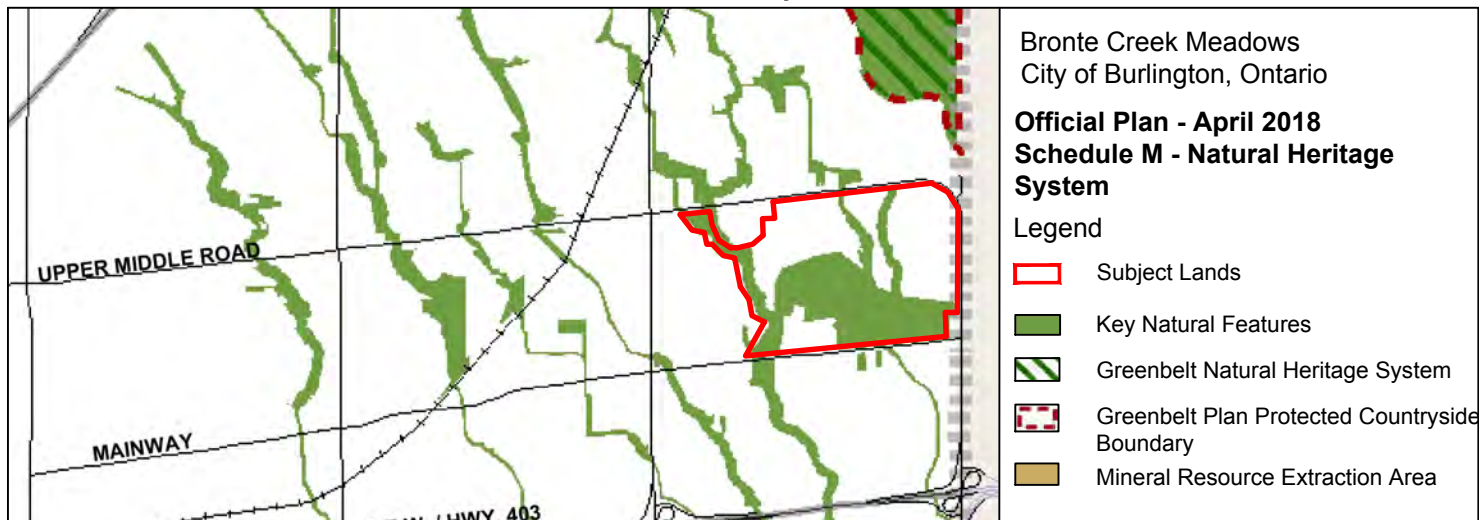 Bronte Creek Meadows
City of Burlington, Ontario
Official Plan - April 2018
Schedule M - Natural Heritage
System
Legend
Subject Lands
Key Natural Features
Greenbelt Natural Heritage System
Greenbelt Plan Protected Countryside
Boundary
Mineral Resource Extraction Area
UPPER MIDDLE ROAD
MAINWAY
/ HWY. 403